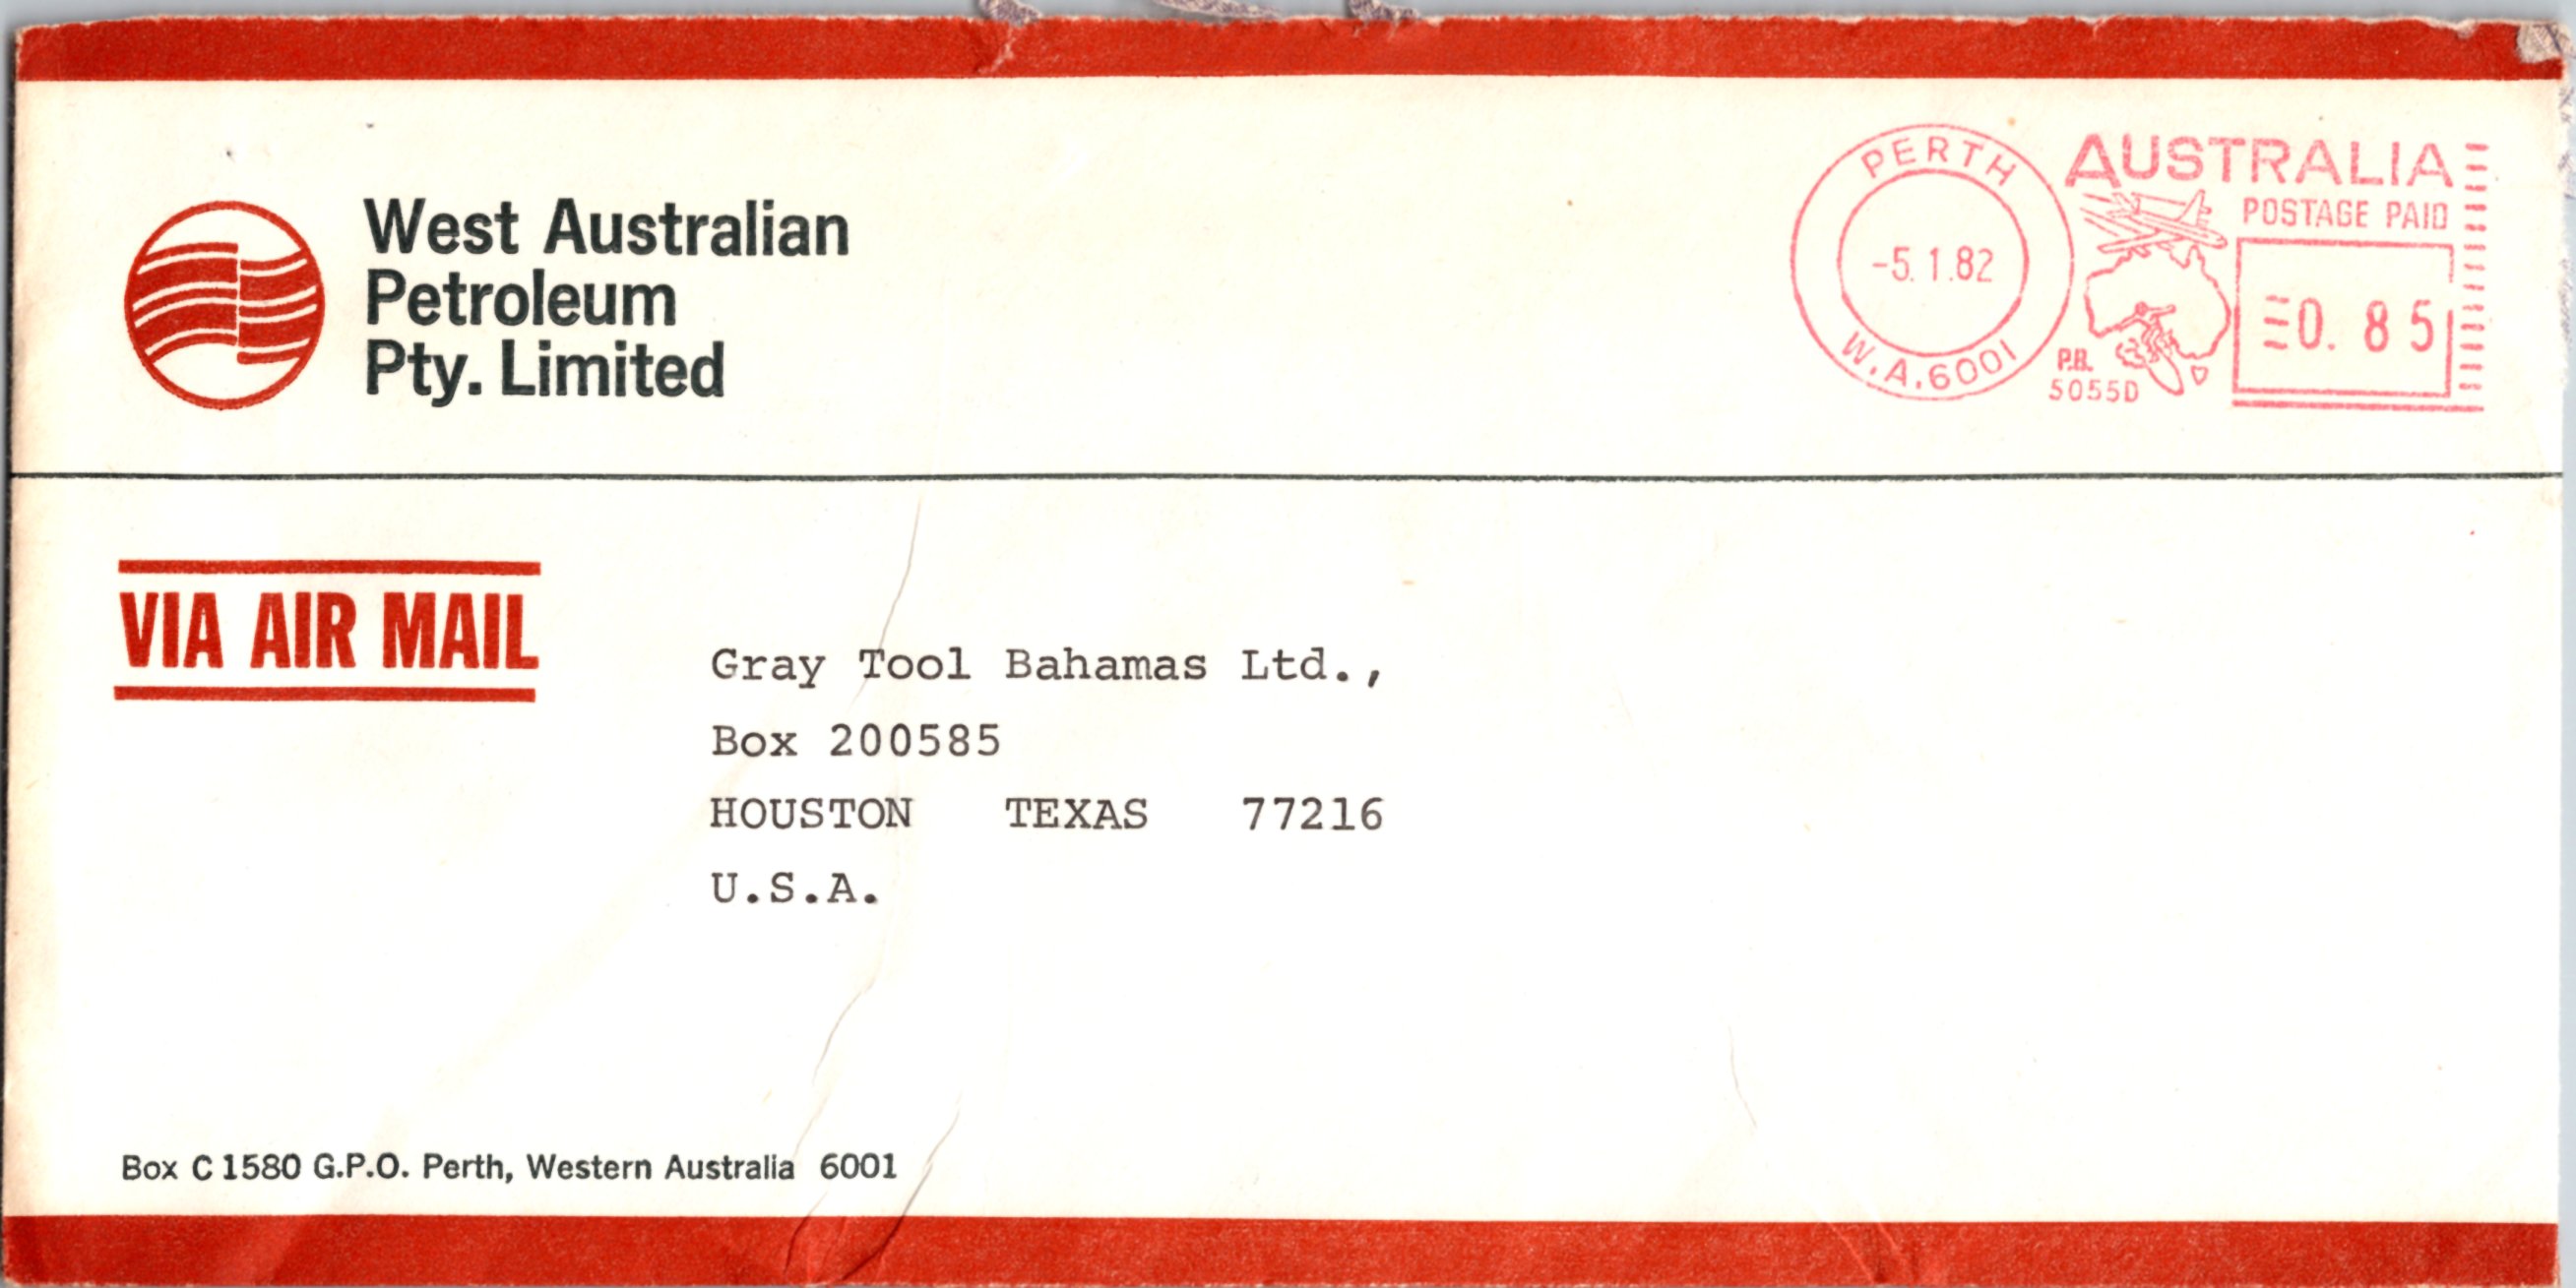 West Australian
Petroleum
Pty. Limited
PERTH
-5.1.82
W.A.6001
AUSTRALIA
POSTAGE PAID
0.85
P.B.
5055D
VIA AIR MAIL
Gray Tool Bahamas Ltd.,
Box 200585
HOUSTON TEXAS 77216
U.S.A.
Box C 1580 G.P.O. Perth, Western Australia 6001